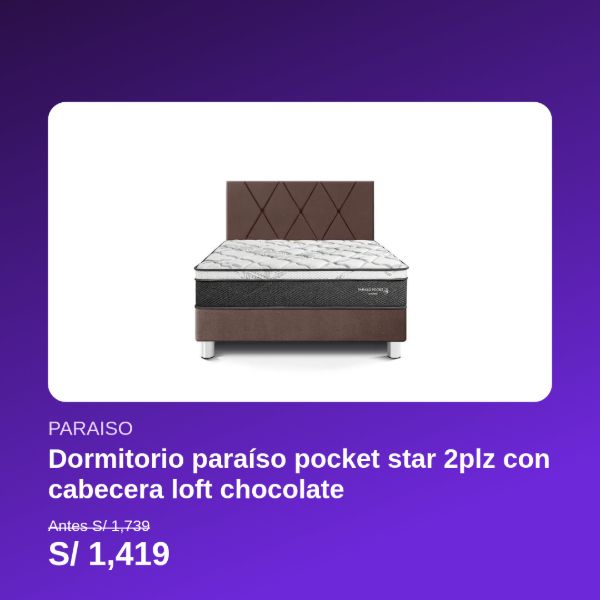 PARAISO
Dormitorio paraíso pocket star 2plz con
cabecera loft chocolate
Antes S/ 1,739
S/ 1,419